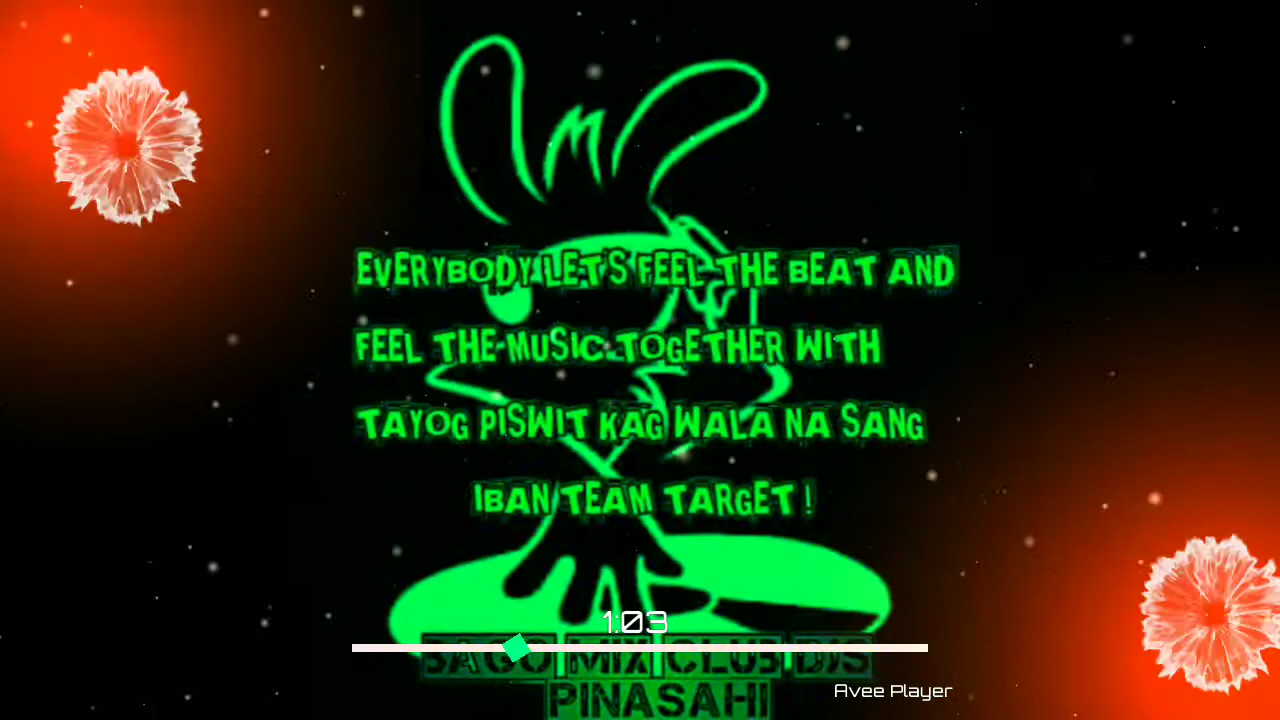 EVERYBODY LET'S FEEL THE BEAT AND
FEEL THE MUSIC TOGETHER WITH
TAYOG PISWIT KAG WALA NA SANG
IBAN TEAM TARGET !
1:03
BAGO MIX CLUB DJS
PINASAHI
Avee Player